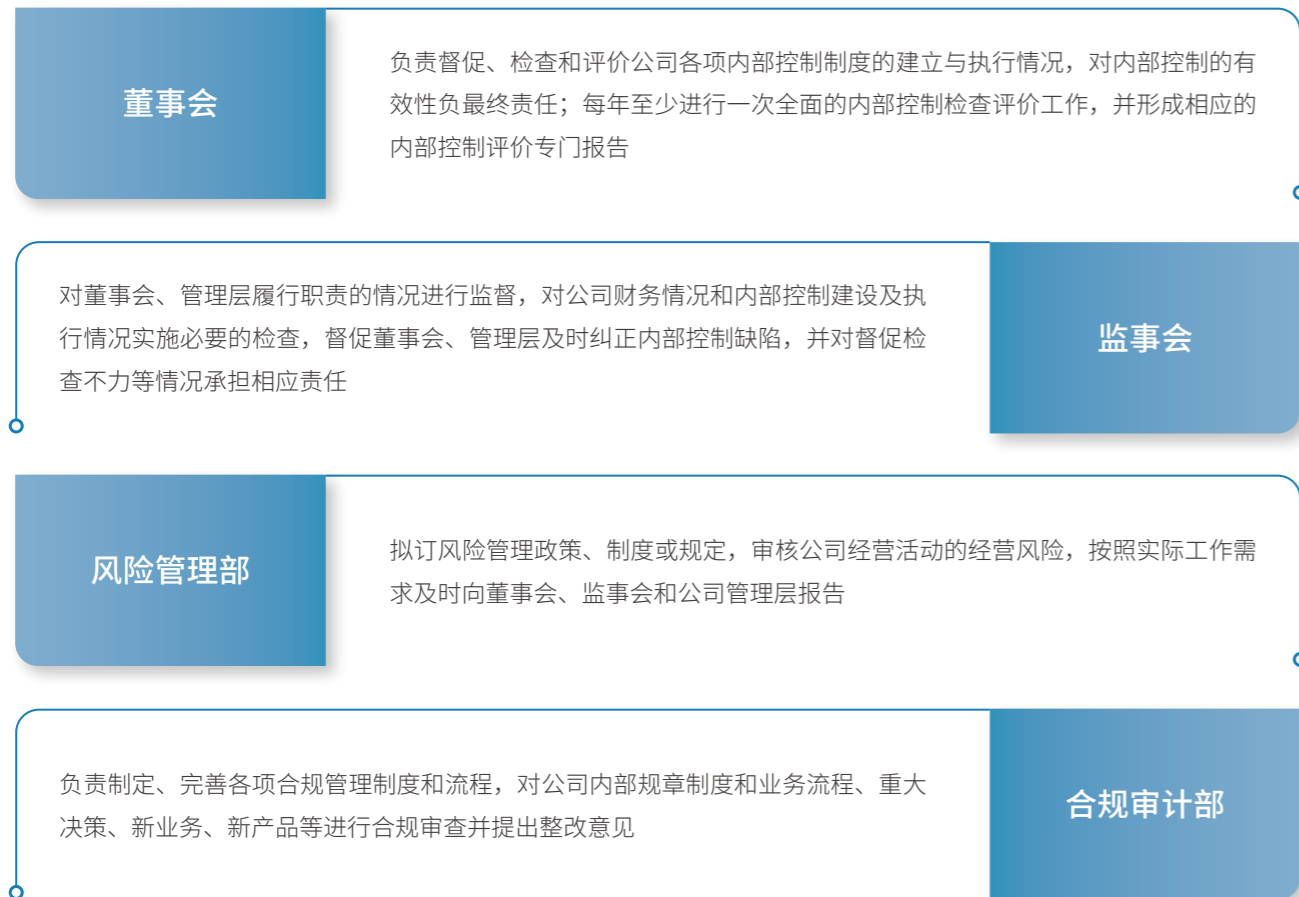 董事会
负责督促、检查和评价公司各项内部控制制度的建立与执行情况，对内部控制的有
效性负最终责任；每年至少进行一次全面的内部控制检查评价工作，并形成相应的
内部控制评价专门报告
对董事会、管理层履行职责的情况进行监督，对公司财务情况和内部控制建设及执
行情况实施必要的检查，督促董事会、管理层及时纠正内部控制缺陷，并对督促检
查不力等情况承担相应责任
监事会
风险管理部
拟订风险管理政策、制度或规定，审核公司经营活动的经营风险，按照实际工作需
求及时向董事会、监事会和公司管理层报告
负责制定、完善各项合规管理制度和流程，对公司内部规章制度和业务流程、重大
决策、新业务、新产品等进行合规审查并提出整改意见
合规审计部